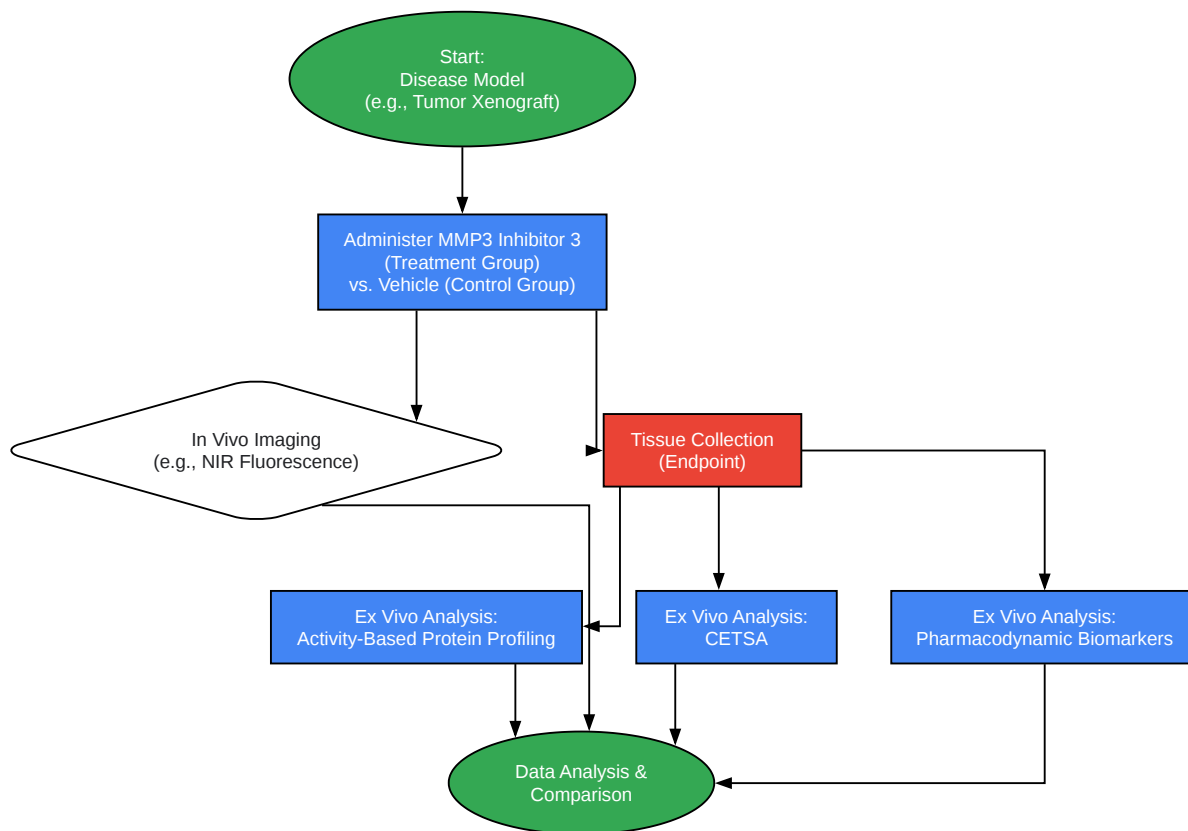 Start:
Disease Model
(e.g., Tumor Xenograft)
Administer MMP3 Inhibitor 3
(Treatment Group)
vs. Vehicle (Control Group)
In Vivo Imaging
(e.g., NIR Fluorescence)
Tissue Collection
(Endpoint)
Ex Vivo Analysis:
Activity-Based Protein Profiling
Ex Vivo Analysis:
CETSA
Ex Vivo Analysis:
Pharmacodynamic Biomarkers
Data Analysis &
Comparison